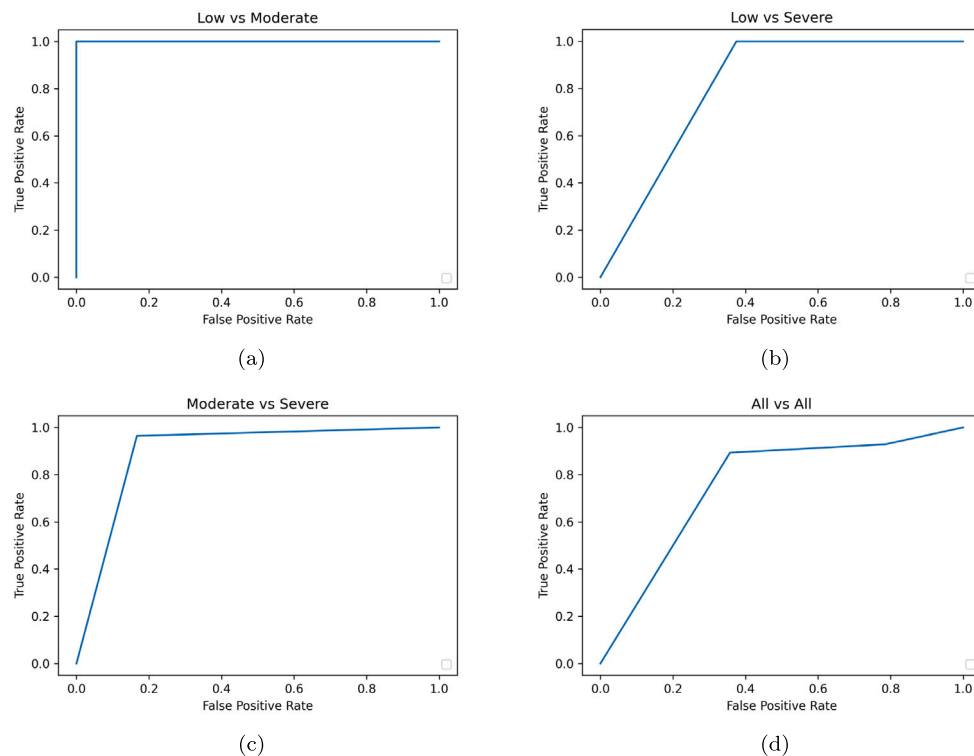 Low vs Moderate
1.0
0.8
0.6
0.4
0.2
0.0
True Positive Rate
0.0 0.2 0.4 0.6 0.8 1.0
False Positive Rate
(a)
Low vs Severe
1.0
0.8
0.6
0.4
0.2
0.0
True Positive Rate
0.0 0.2 0.4 0.6 0.8 1.0
False Positive Rate
(b)
Moderate vs Severe
1.0
0.8
0.6
0.4
0.2
0.0
True Positive Rate
0.0 0.2 0.4 0.6 0.8 1.0
False Positive Rate
(c)
All vs All
1.0
0.8
0.6
0.4
0.2
0.0
True Positive Rate
0.0 0.2 0.4 0.6 0.8 1.0
False Positive Rate
(d)